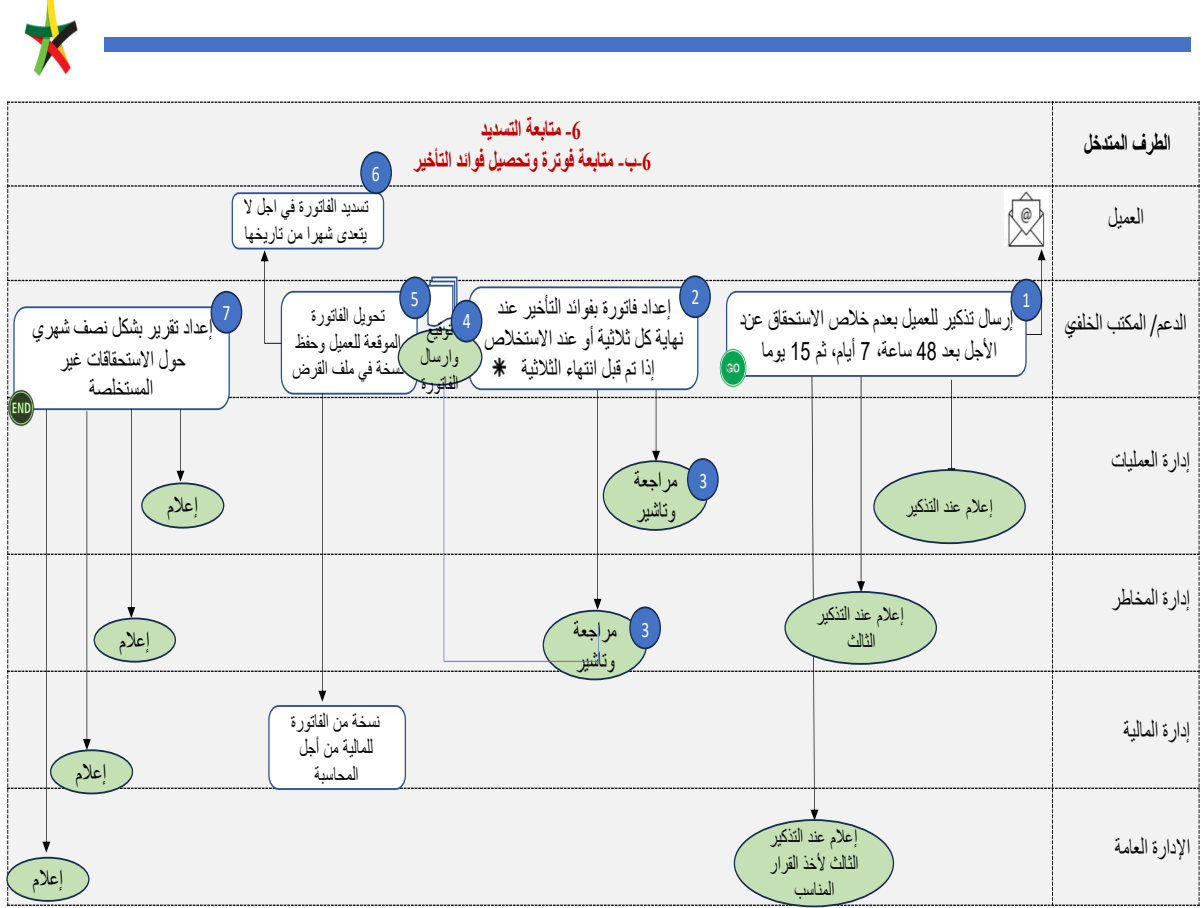 6- متابعة التسديد
6-ب- متابعة فوترة وتحصيل فوائد التأخير
الطرف المتدخل
العميل
@
6
تسديد الفاتورة في اجل لا
يتعدى شهرا من تاريخها
الدعم/ المكتب الخلفي
1
إرسال تذكير للعميل بعدم خلاص الاستحقاق عند
الأجل بعد 48 ساعة، 7 أيام، ثم 15 يوما
GO
2
إعداد فاتورة بفوائد التأخير عند
نهاية كل ثلاثية أو عند الاستخلاص
إذا تم قبل انتهاء الثلاثية *
4
توقيع
وارسال
الفاتورة
5
تحويل الفاتورة
الموقعة للعميل وحفظ
نسخة في ملف القرض
7
إعداد تقرير بشكل نصف شهري
حول الاستحقاقات غير
المستخلصة
END
إدارة العمليات
إعلام عند التذكير
3
مراجعة
وتاشير
إعلام
إدارة المخاطر
إعلام عند التذكير
الثالث
3
مراجعة
وتاشير
إعلام
إدارة المالية
نسخة من الفاتورة
للمالية من أجل
المحاسبة
إعلام
الإدارة العامة
إعلام عند التذكير
الثالث لأخذ القرار
المناسب
إعلام